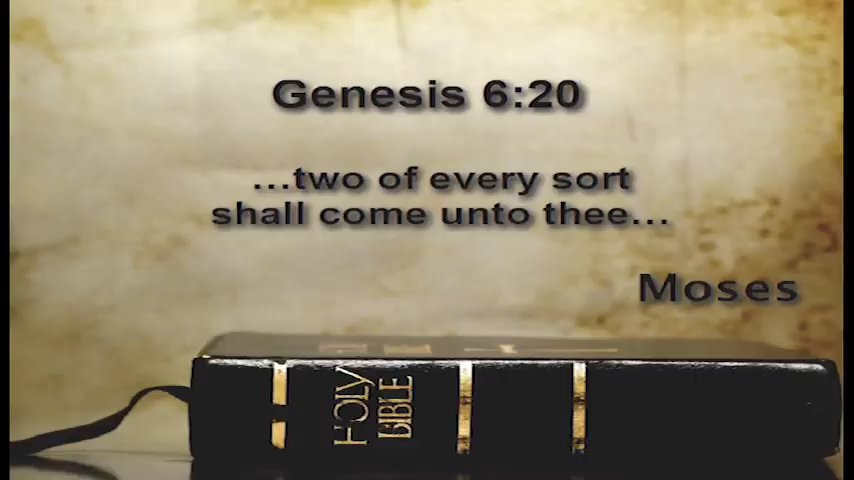 Genesis 6:20
...two of every sort
shall come unto thee...
Moses
HOLY
BIBLE